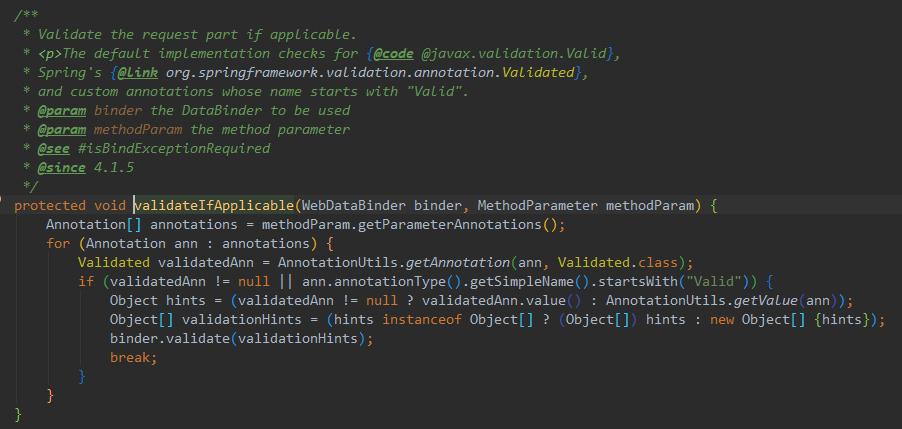 /**
 * Validate the request part if applicable.
 * <p>The default implementation checks for {@code @javax.validation.Valid},
 * Spring's {@link org.springframework.validation.annotation.Validated},
 * and custom annotations whose name starts with "Valid".
 * @param binder the DataBinder to be used
 * @param methodParam the method parameter
 * @see #isBindExceptionRequired
 * @since 4.1.5
 */
protected void validateIfApplicable(WebDataBinder binder, MethodParameter methodParam) {
    Annotation[] annotations = methodParam.getParameterAnnotations();
    for (Annotation ann : annotations) {
        Validated validatedAnn = AnnotationUtils.getAnnotation(ann, Validated.class);
        if (validatedAnn != null || ann.annotationType().getSimpleName().startsWith("Valid")) {
            Object hints = (validatedAnn != null ? validatedAnn.value() : AnnotationUtils.getValue(ann));
            Object[] validationHints = (hints instanceof Object[] ? (Object[]) hints : new Object[] {hints});
            binder.validate(validationHints);
            break;
        }
    }
}